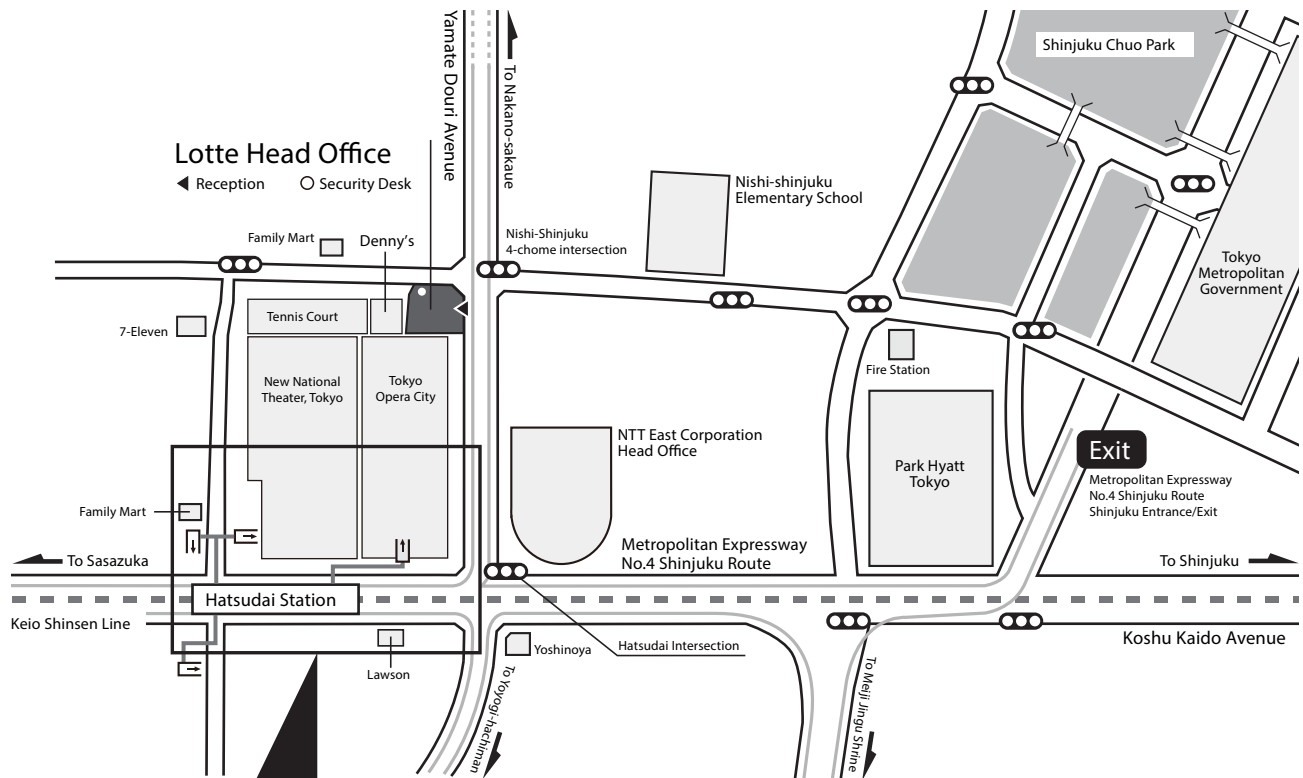 Yamate Douri Avenue
To Nakano-sakaue
Shinjuku Chuo Park
Lotte Head Office
Reception
Security Desk
Nishi-shinjuku
Elementary School
Family Mart
Denny's
Nishi-Shinjuku
4-chome intersection
Tokyo
Metropolitan
Government
Tennis Court
7-Eleven
Fire Station
New National
Theater, Tokyo
Tokyo
Opera City
NTT East Corporation
Head Office
Park Hyatt
Tokyo
Exit
Metropolitan Expressway
No.4 Shinjuku Route
Shinjuku Entrance/Exit
Family Mart
To Sasazuka
Metropolitan Expressway
No.4 Shinjuku Route
To Shinjuku
Hatsudai Station
Keio Shinsen Line
Koshu Kaido Avenue
Lawson
Yoshinoya
Hatsudai Intersection
To Yoyogi-hachiman
To Meiji Jingu Shrine